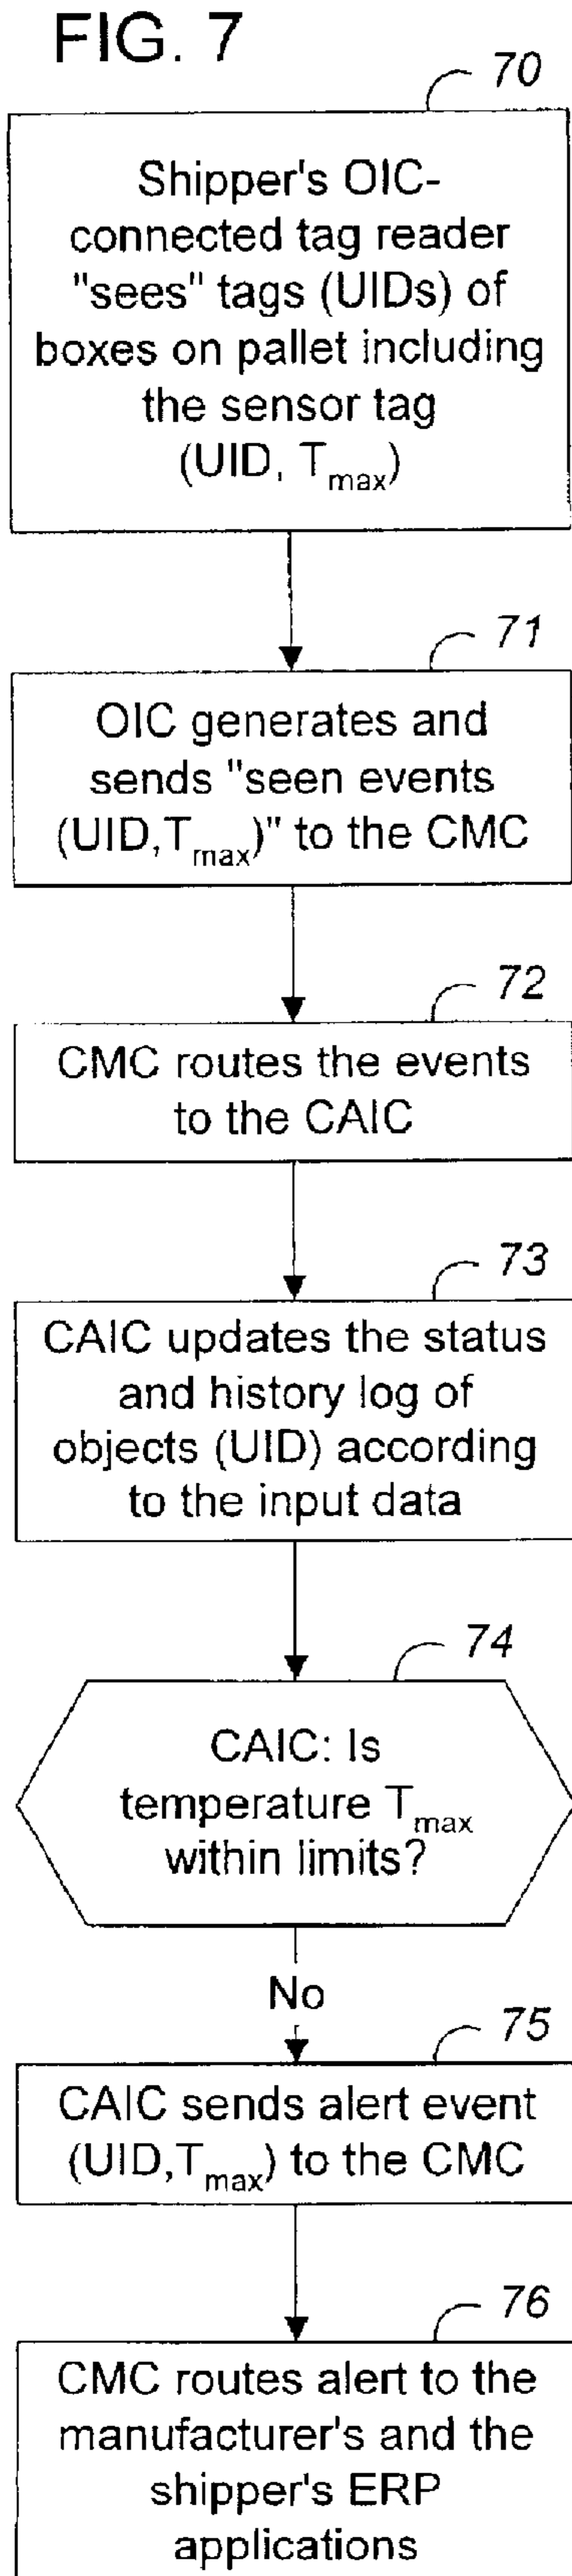 FIG. 7
70
Shipper's OIC-
connected tag reader
"sees" tags (UIDs) of
boxes on pallet including
the sensor tag
(UID, Tmax)
71
OIC generates and
sends "seen events
(UID,Tmax)" to the CMC
72
CMC routes the events
to the CAIC
73
CAIC updates the status
and history log of
objects (UID) according
to the input data
74
CAIC: Is
temperature Tmax
within limits?
No
75
CAIC sends alert event
(UID,Tmax) to the CMC
76
CMC routes alert to the
manufacturer's and the
shipper's ERP
applications